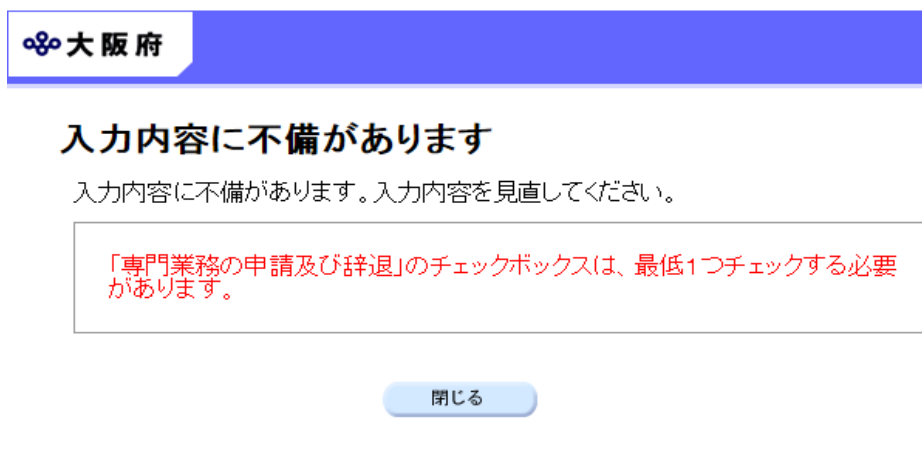 大阪府
入力内容に不備があります
入力内容に不備があります。入力内容を見直してください。
「専門業務の申請及び辞退」のチェックボックスは、最低1つチェックする必要
があります。
閉じる